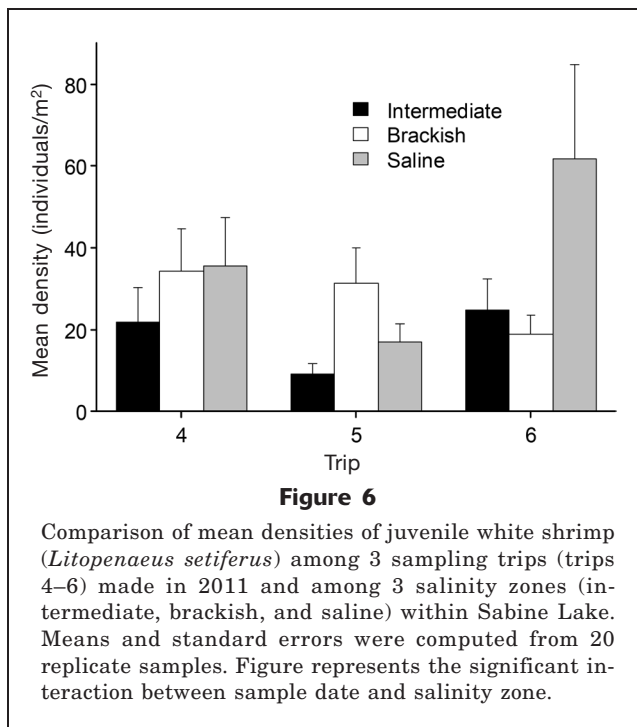 Mean density (individuals/m²)
80
60
40
20
0
Intermediate
Brackish
Saline
4
5
6
Trip
Figure 6
Comparison of mean densities of juvenile white shrimp
(Litopenaeus setiferus) among 3 sampling trips (trips
4–6) made in 2011 and among 3 salinity zones (in-
termediate, brackish, and saline) within Sabine Lake.
Means and standard errors were computed from 20
replicate samples. Figure represents the significant in-
teraction between sample date and salinity zone.